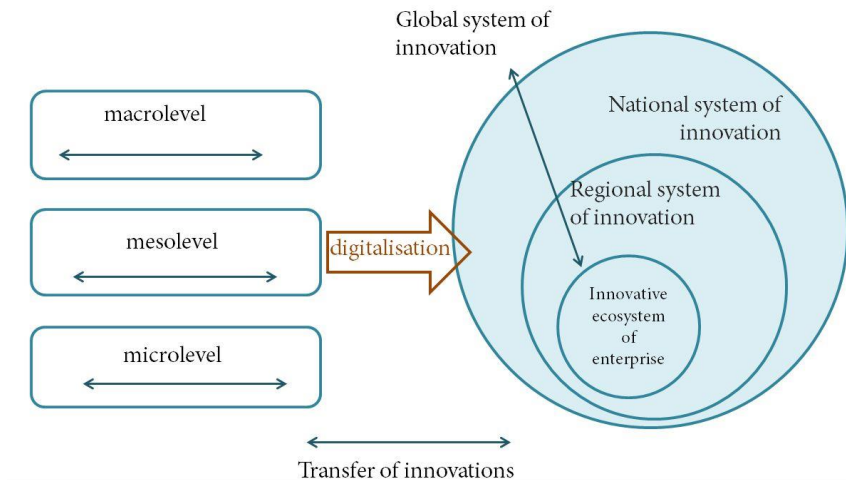 Global system of
innovation
macrolevel
National system of
innovation
Regional system
of innovation
mesolevel
digitalisation
Innovative
ecosystem
of
enterprise
microlevel
Transfer of innovations